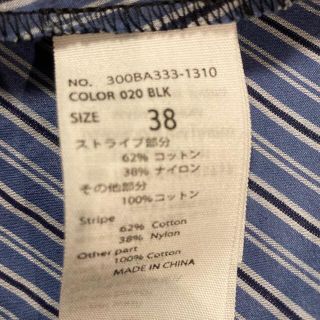 NO. 300BA333-1310
COLOR 020 BLK
SIZE 38
ストライプ部分
62% コットン
38% ナイロン
その他部分
100% コットン
Stripe
62% Cotton
38% Nylon
Other part
100% Cotton
MADE IN CHINA